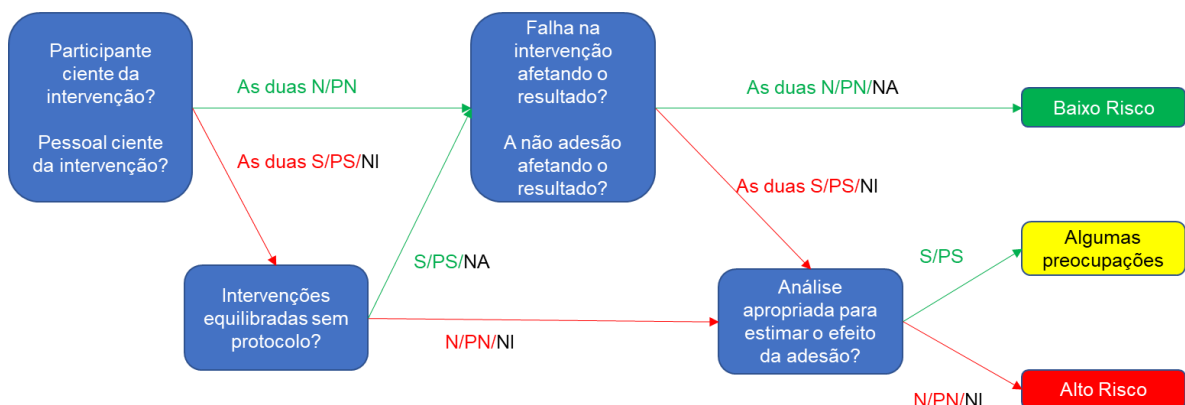 Participante
ciente da
intervenção?
Pessoal ciente
da intervenção?
As duas N/PN
As duas S/PS/NI
Falha na
intervenção
afetando o
resultado?
A não adesão
afetando o
resultado?
As duas N/PN/NA
Baixo Risco
As duas S/PS/NI
S/PS/NA
Intervenções
equilibradas sem
protocolo?
N/PN/NI
Análise
apropriada para
estimar o efeito
da adesão?
S/PS
Algumas
preocupações
N/PN/NI
Alto Risco